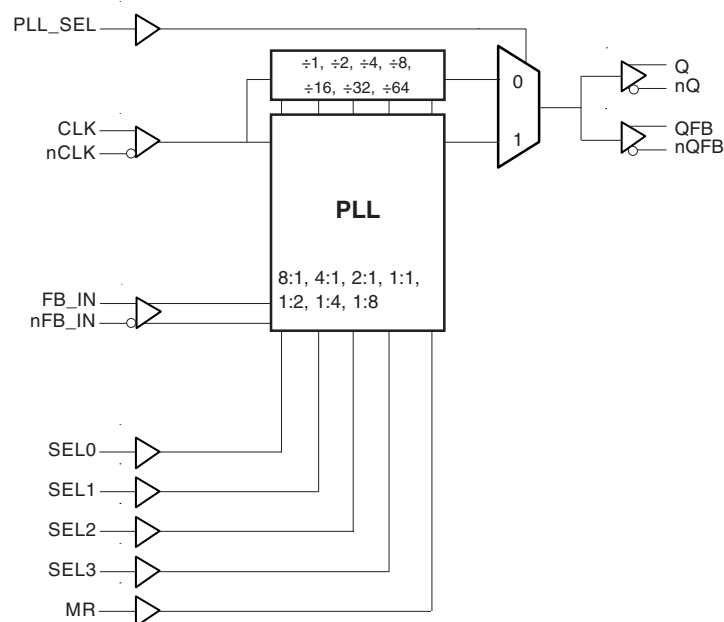 PLL_SEL
÷1, ÷2, ÷4, ÷8,
÷16, ÷32, ÷64
0
1
Q
nQ
QFB
nQFB
CLK
nCLK
PLL
8:1, 4:1, 2:1, 1:1,
1:2, 1:4, 1:8
FB_IN
nFB_IN
SEL0
SEL1
SEL2
SEL3
MR